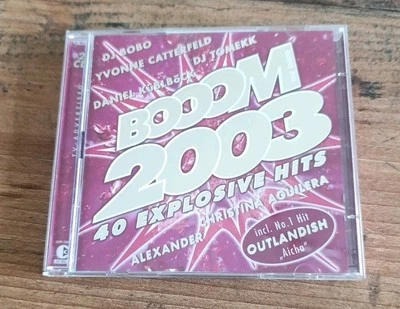 DJ BOBO
YVONNE CATTERFELD
DJ TOMEKK
DANIEL KÜBLBÖCK
BOOOM
2003
40 EXPLOSIVE HITS
CHRISTINA AGUILERA
ALEXANDER
incl. No.1 Hit
OUTLANDISH
„Aicha“